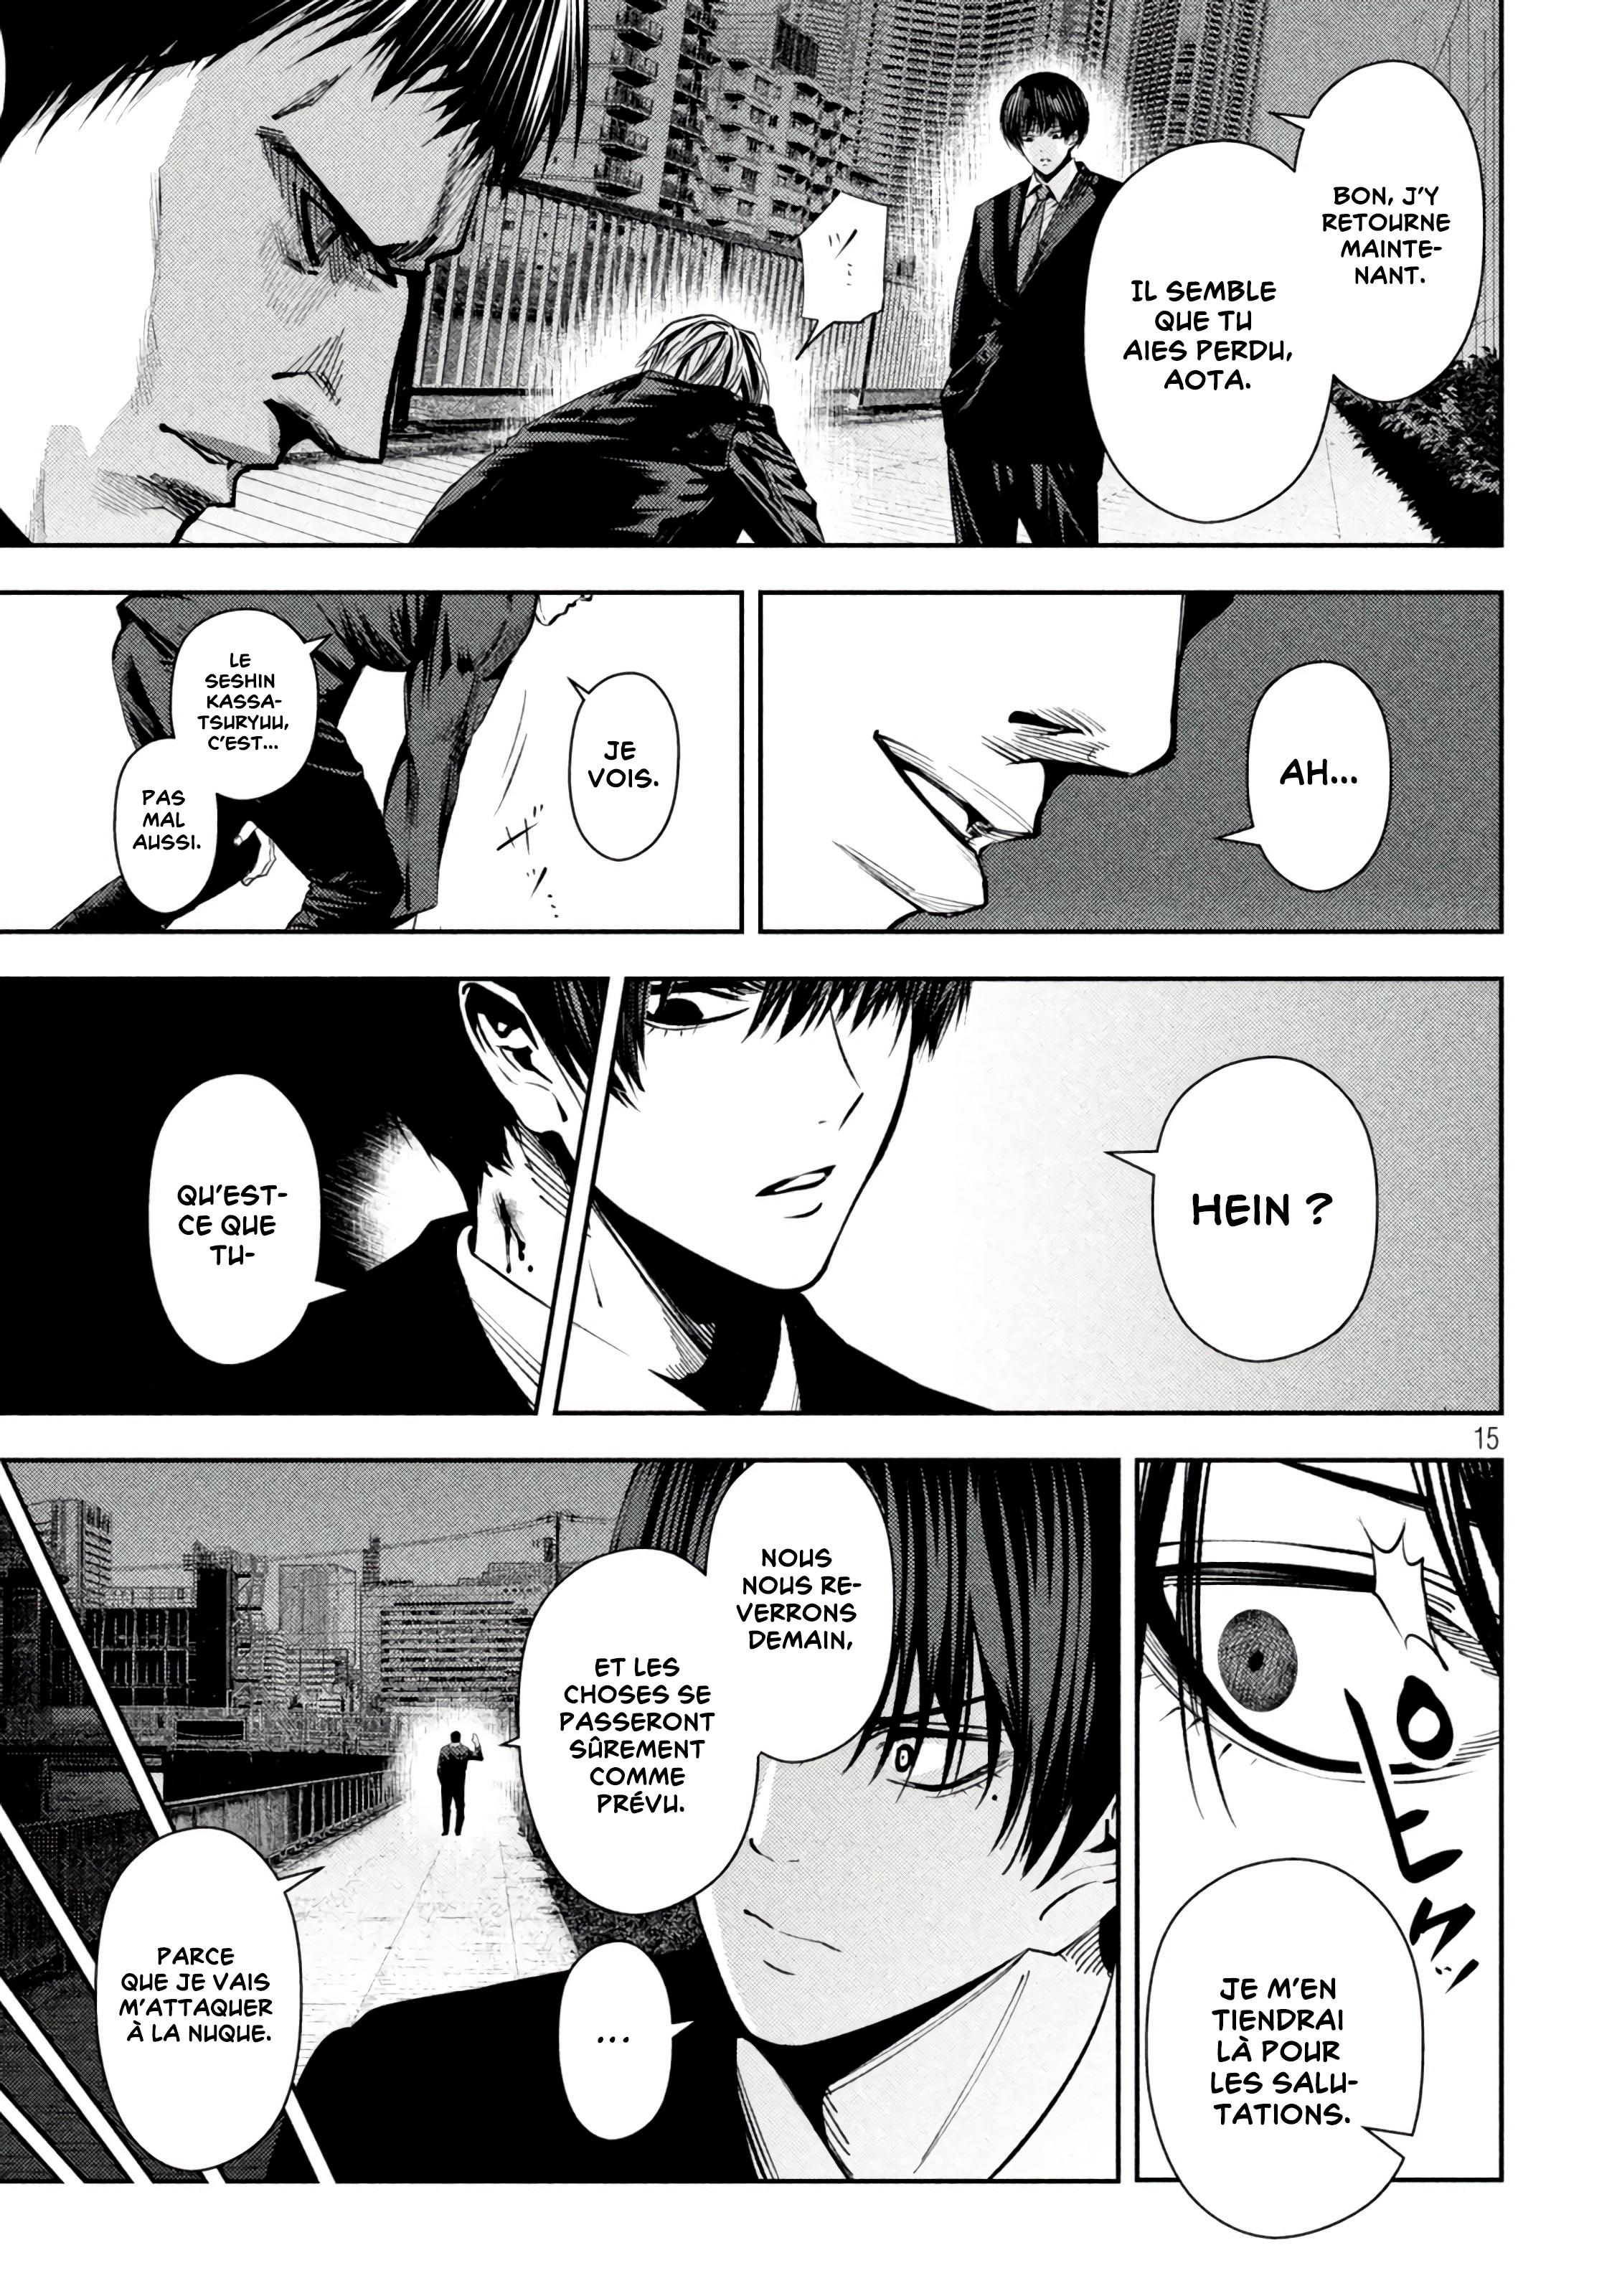 BON, J'Y
RETOURNE
MAINTE-
NANT.
IL SEMBLE
QUE TU
AIES PERDU,
AOTA.
AH...
JE
VOIS.
LE
SESHIN
KASSA-
TSURYUU,
C'EST...
PAS
MAL
AUSSI.
HEIN ?
QU'EST-
CE QUE
TU-
15
JE M'EN
TIENDRAI
LÀ POUR
LES SALU-
TATIONS.
NOUS
NOUS RE-
VERRONS
DEMAIN,
ET LES
CHOSES SE
PASSERONT
SÛREMENT
COMME
PRÉVU.
...
PARCE
QUE JE VAIS
M'ATTAQUER
À LA NUQUE.